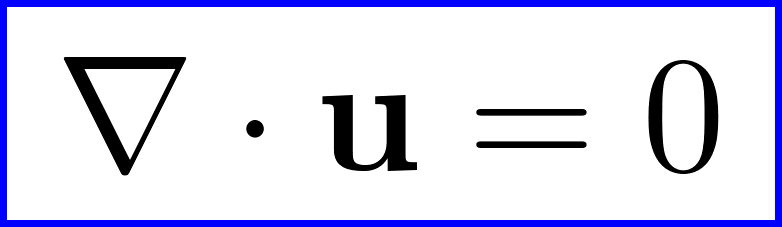 ∇ · u = 0